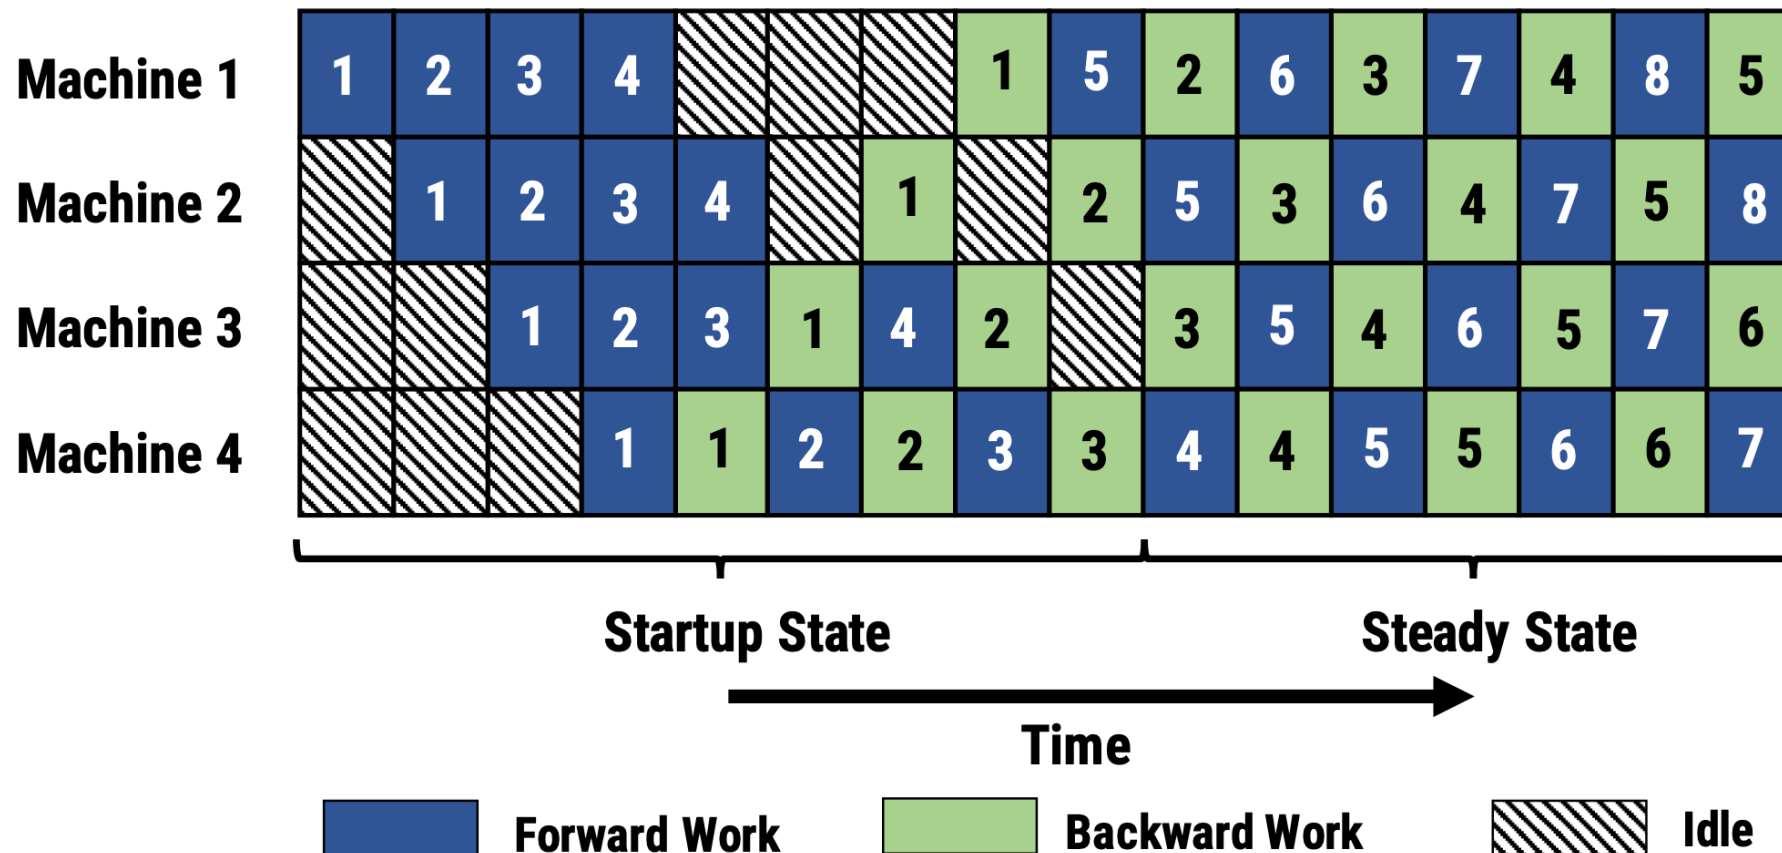 Machine 1 1 2 3 4 1 5 2 6 3 7 4 8 5
Machine 2 1 2 3 4 1 2 5 3 6 4 7 5 8
Machine 3 1 2 3 1 4 2 3 5 4 6 5 7 6
Machine 4 1 1 2 2 3 3 4 4 5 5 6 6 7
Startup State Steady State
Time
Forward Work Backward Work Idle